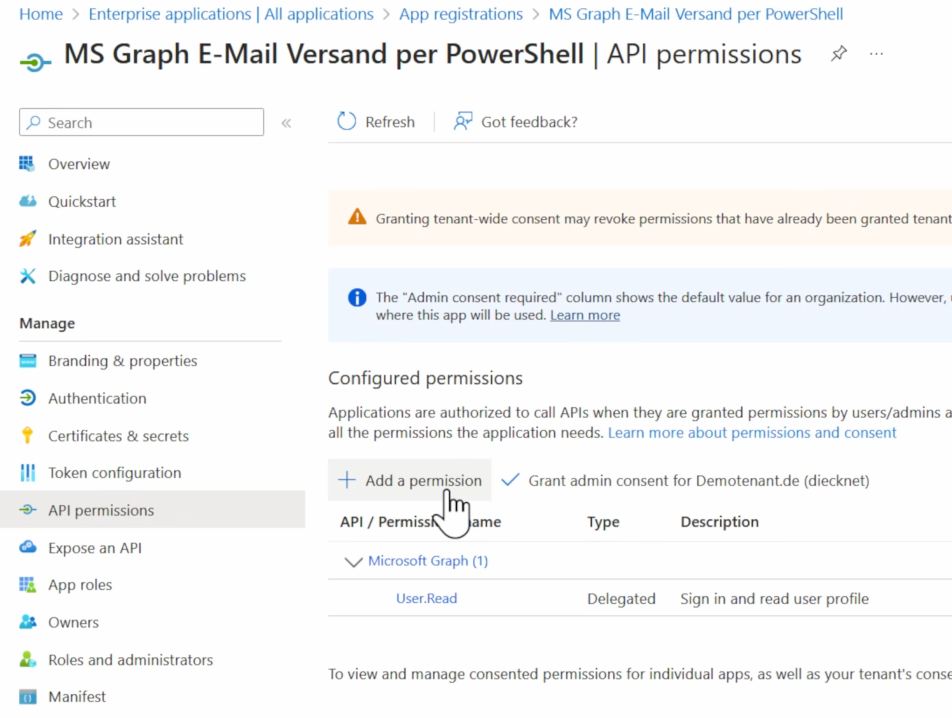 Home > Enterprise applications | All applications > App registrations > MS Graph E-Mail Versand per PowerShell
MS Graph E-Mail Versand per PowerShell | API permissions
Search
Refresh
Got feedback?
Overview
Quickstart
Integration assistant
Diagnose and solve problems
Manage
Branding & properties
Authentication
Certificates & secrets
Token configuration
API permissions
Expose an API
App roles
Owners
Roles and administrators
Manifest
Granting tenant-wide consent may revoke permissions that have already been granted tenant
The "Admin consent required" column shows the default value for an organization. However,
where this app will be used. Learn more
Configured permissions
Applications are authorized to call APIs when they are granted permissions by users/admins a
all the permissions the application needs. Learn more about permissions and consent
Add a permission
Grant admin consent for Demotenant.de (diecknet)
API / Permissi name
Type
Description
Microsoft Graph (1)
User.Read
Delegated
Sign in and read user profile
To view and manage consented permissions for individual apps, as well as your tenant's conse